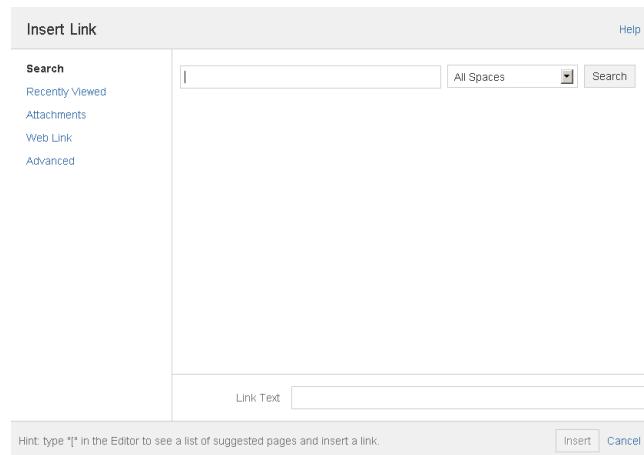 Insert Link
Help
Search
Recently Viewed
Attachments
Web Link
Advanced
All Spaces
Search
Link Text
Hint: type "[" in the Editor to see a list of suggested pages and insert a link.
Insert
Cancel